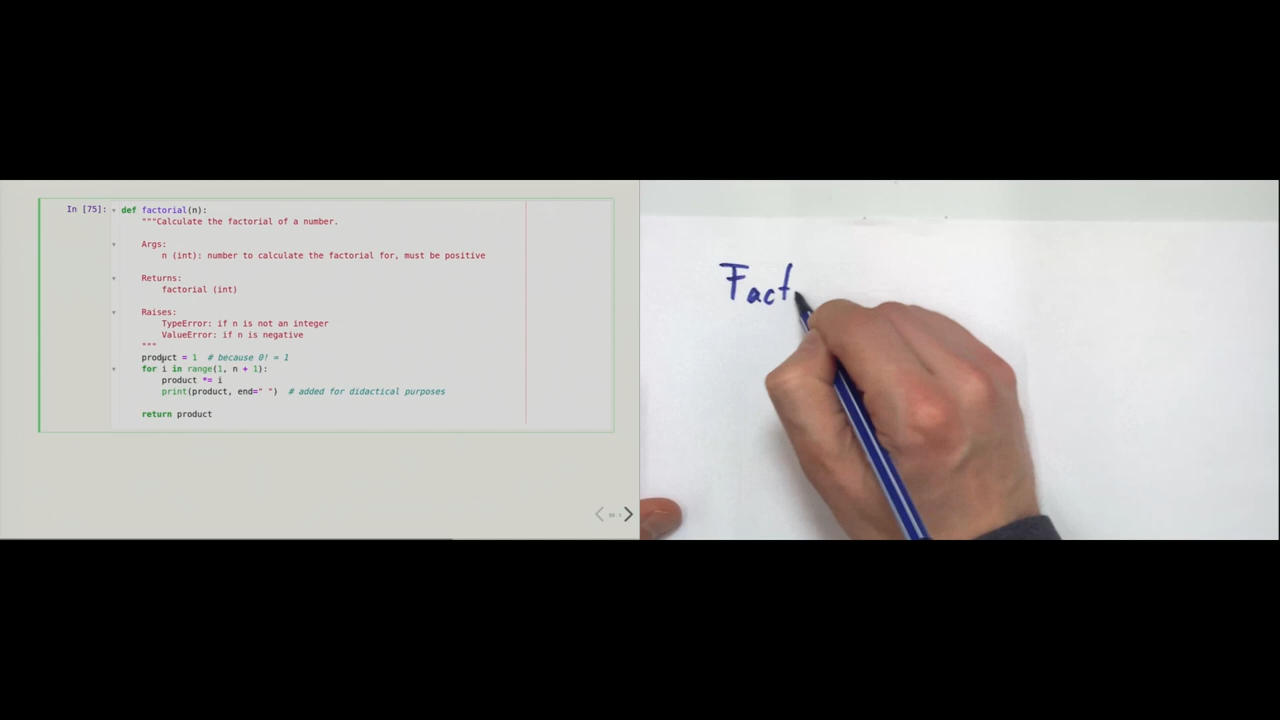 In [75]: def factorial(n):
"""Calculate the factorial of a number.
Args:
n (int): number to calculate the factorial for, must be positive
Returns:
factorial (int)
Raises:
TypeError: if n is not an integer
ValueError: if n is negative
"""
product = 1  # because 0! = 1
for i in range(1, n + 1):
product *= i
print(product, end=" ")  # added for didactical purposes
return product
Fact